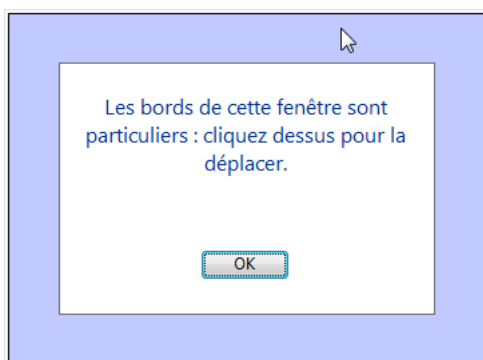 Les bords de cette fenêtre sont
particuliers : cliquez dessus pour la
déplacer.
OK